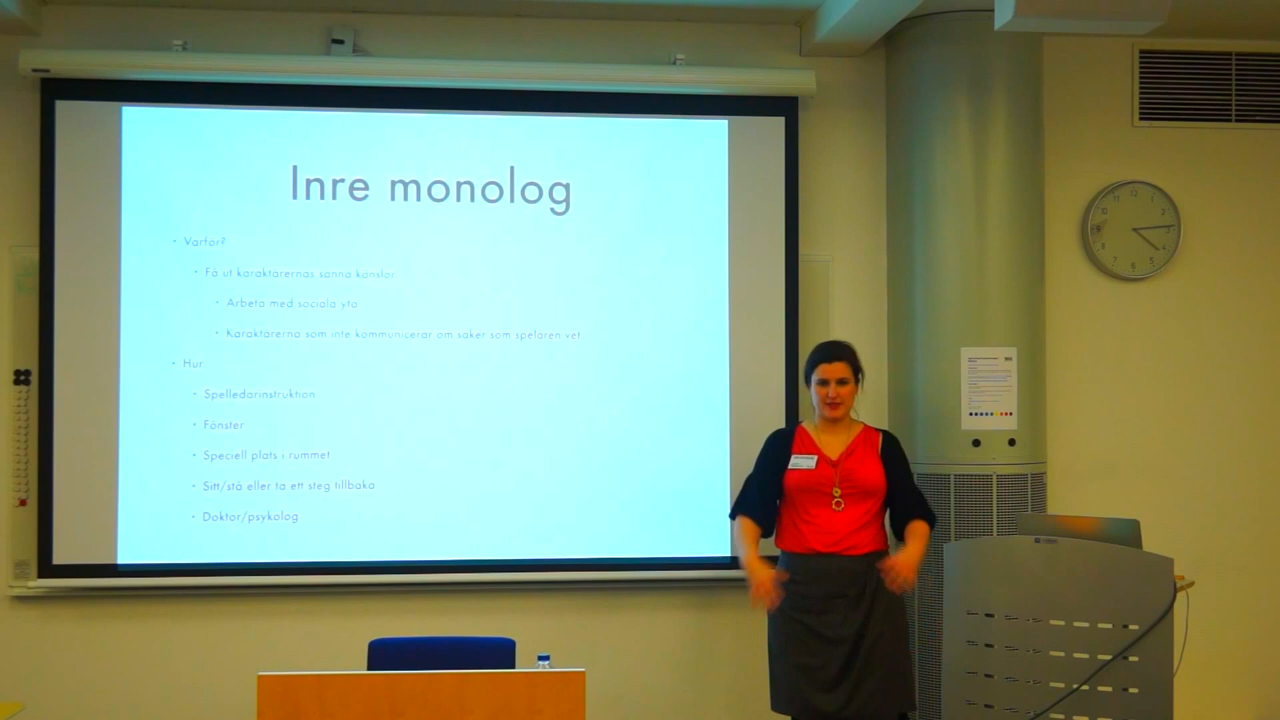 Inre monolog
Varför?
Få ut karaktärernas sanna känslor
Arbeta med sociala yta
Karaktärerna som inte kommunicerar om saker som spelaren vet
Hur
Spelledarinstruktion
Fönster
Speciell plats i rummet
Sitt/stå eller ta ett steg tillbaka
Doktor/psykolog